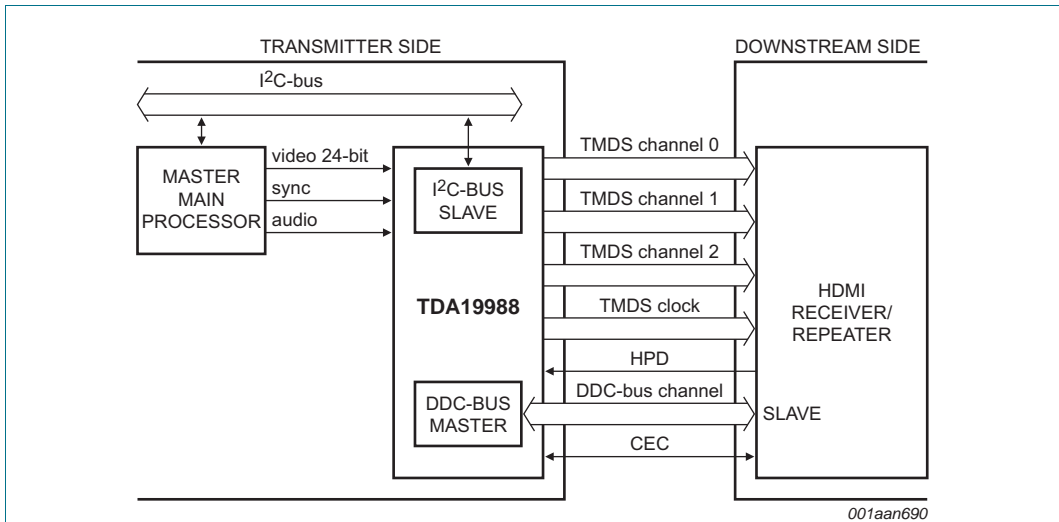 TRANSMITTER SIDE
DOWNSTREAM SIDE
I²C-bus
MASTER
MAIN
PROCESSOR
video 24-bit
sync
audio
I²C-BUS
SLAVE
TDA19988
DDC-BUS
MASTER
TMDS channel 0
TMDS channel 1
TMDS channel 2
TMDS clock
HPD
DDC-bus channel
CEC
HDMI
RECEIVER/
REPEATER
SLAVE
001aan690